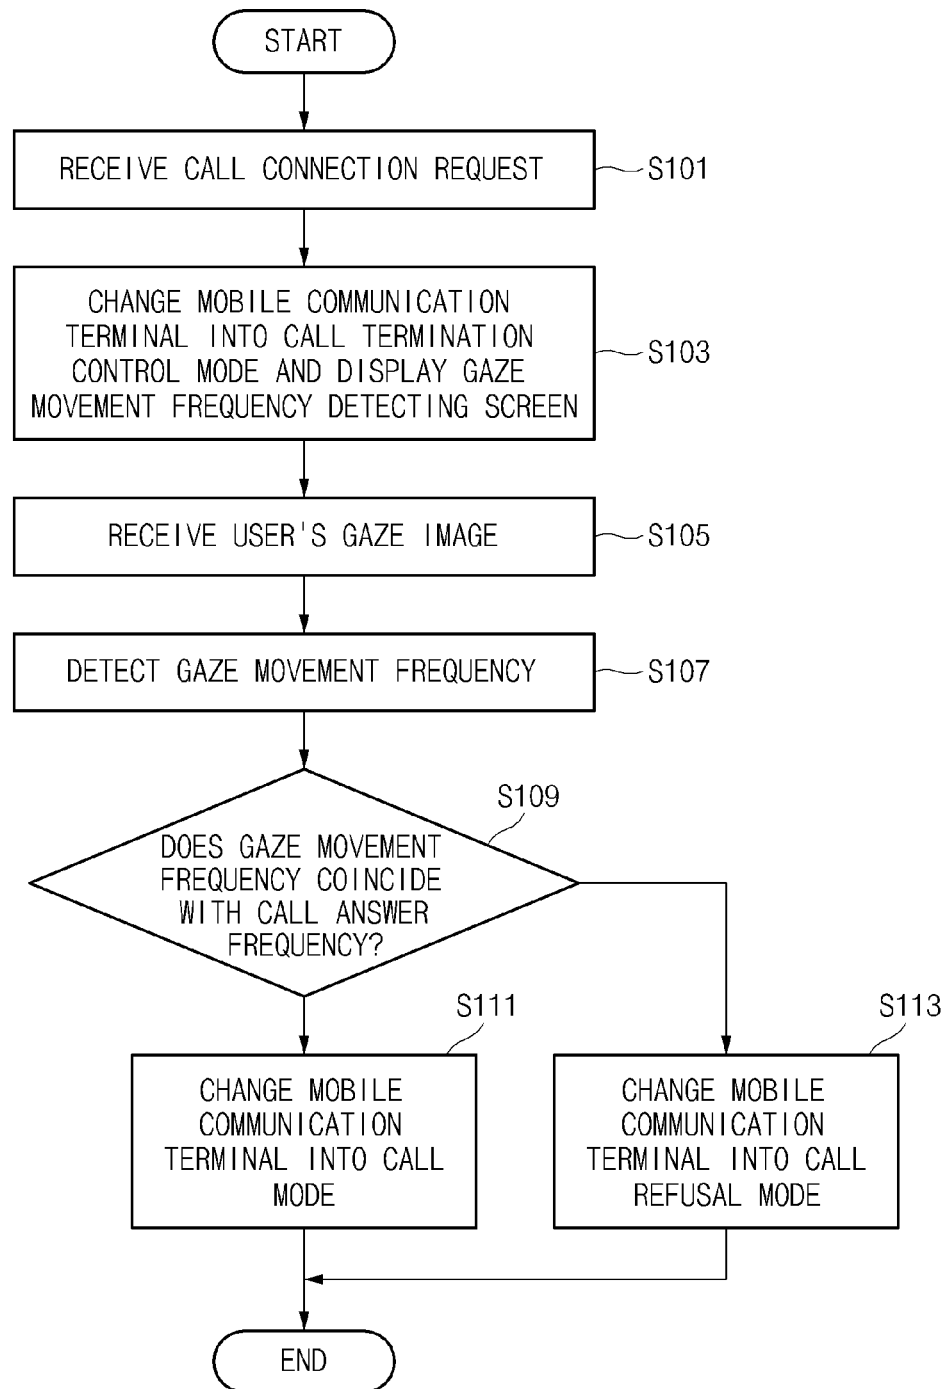 START
RECEIVE CALL CONNECTION REQUEST
S101
CHANGE MOBILE COMMUNICATION
TERMINAL INTO CALL TERMINATION
CONTROL MODE AND DISPLAY GAZE
MOVEMENT FREQUENCY DETECTING SCREEN
S103
RECEIVE USER'S GAZE IMAGE
S105
DETECT GAZE MOVEMENT FREQUENCY
S107
S109
DOES GAZE MOVEMENT
FREQUENCY COINCIDE
WITH CALL ANSWER
FREQUENCY?
S111
CHANGE MOBILE
COMMUNICATION
TERMINAL INTO CALL
MODE
S113
CHANGE MOBILE
COMMUNICATION
TERMINAL INTO CALL
REFUSAL MODE
END